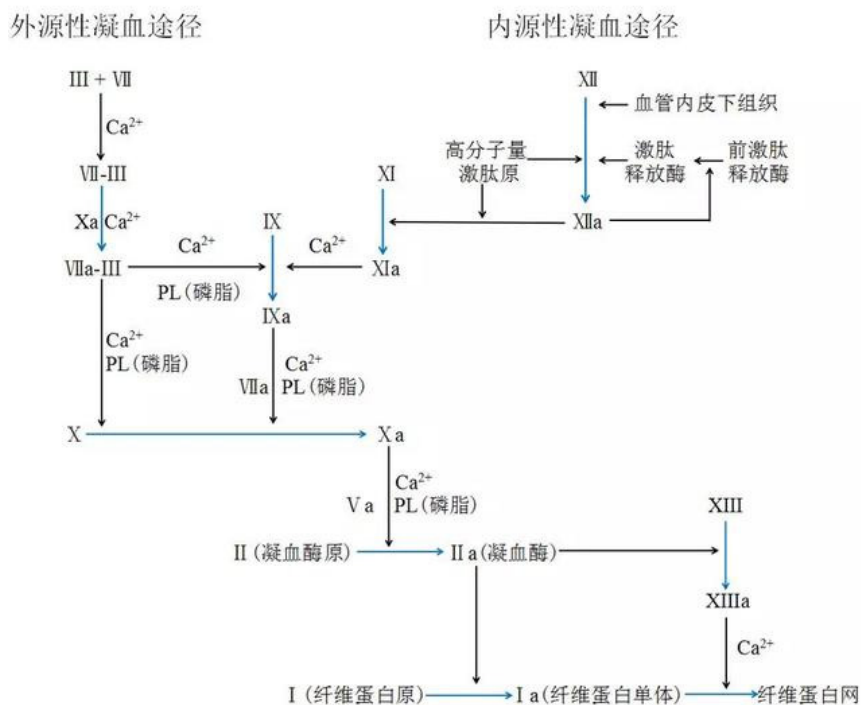 外源性凝血途径
内源性凝血途径
III + VII
XII
血管内皮下组织
Ca²⁺
高分子量
激肽原
激肽
释放酶
前激肽
释放酶
VII-III
XI
Xa Ca²⁺
IX
XIIa
Ca²⁺
Ca²⁺
VIIa-III
XIa
PL(磷脂)
IXa
Ca²⁺
PL(磷脂)
Ca²⁺
VIIa PL(磷脂)
X
Xa
Ca²⁺
Va PL(磷脂)
XIII
II (凝血酶原)
IIa(凝血酶)
XIIIa
Ca²⁺
I (纤维蛋白原)
Ia(纤维蛋白单体)
纤维蛋白网